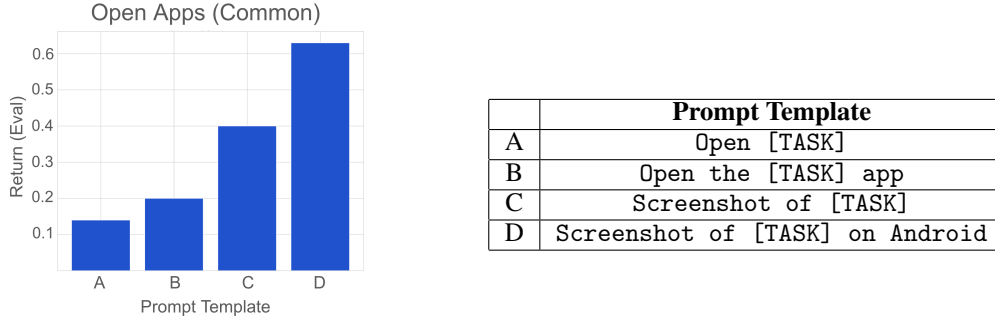 Open Apps (Common)
Return (Eval)
0.6
0.5
0.4
0.3
0.2
0.1
A B C D
Prompt Template
Prompt Template
A Open [TASK]
B Open the [TASK] app
C Screenshot of [TASK]
D Screenshot of [TASK] on Android